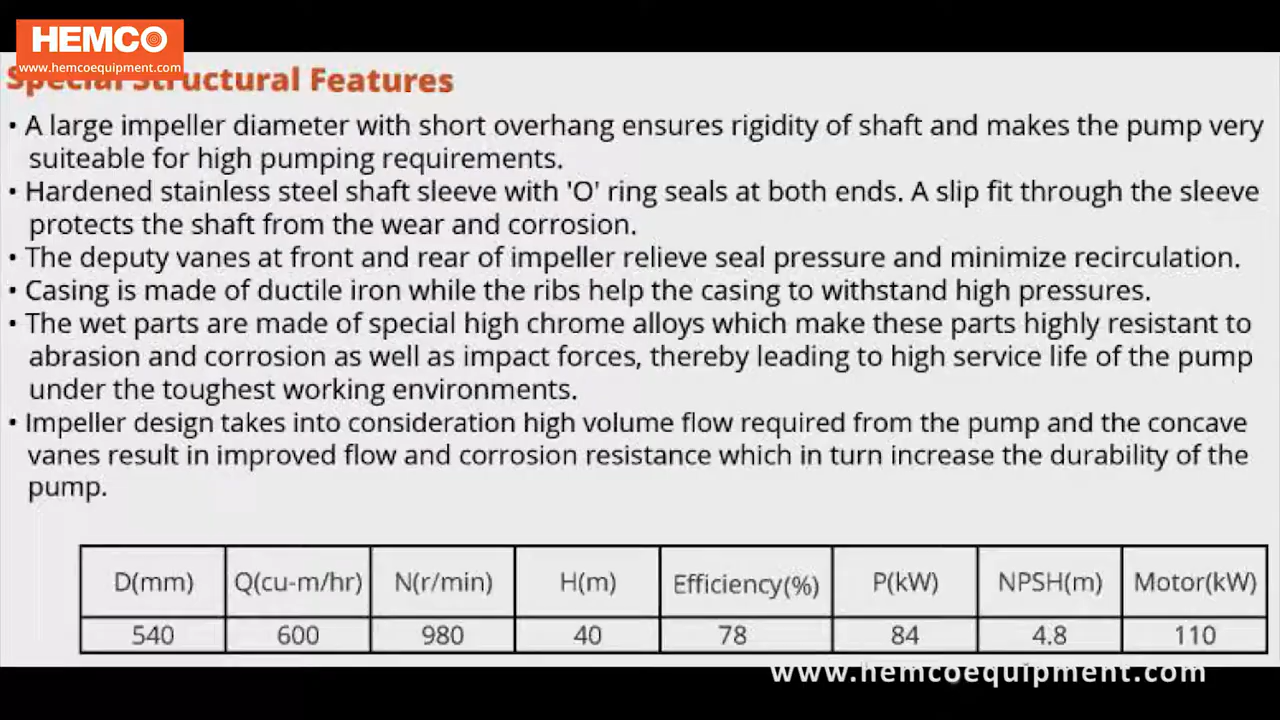 HEMCO
www.hemcoequipment.com
Special Structural Features
• A large impeller diameter with short overhang ensures rigidity of shaft and makes the pump very
suiteable for high pumping requirements.
• Hardened stainless steel shaft sleeve with 'O' ring seals at both ends. A slip fit through the sleeve
protects the shaft from the wear and corrosion.
• The deputy vanes at front and rear of impeller relieve seal pressure and minimize recirculation.
• Casing is made of ductile iron while the ribs help the casing to withstand high pressures.
• The wet parts are made of special high chrome alloys which make these parts highly resistant to
abrasion and corrosion as well as impact forces, thereby leading to high service life of the pump
under the toughest working environments.
• Impeller design takes into consideration high volume flow required from the pump and the concave
vanes result in improved flow and corrosion resistance which in turn increase the durability of the
pump.
D(mm) Q(cu-m/hr) N(r/min) H(m) Efficiency(%) P(kW) NPSH(m) Motor(kW)
540 600 980 40 78 84 4.8 110
www.hemcoequipment.com